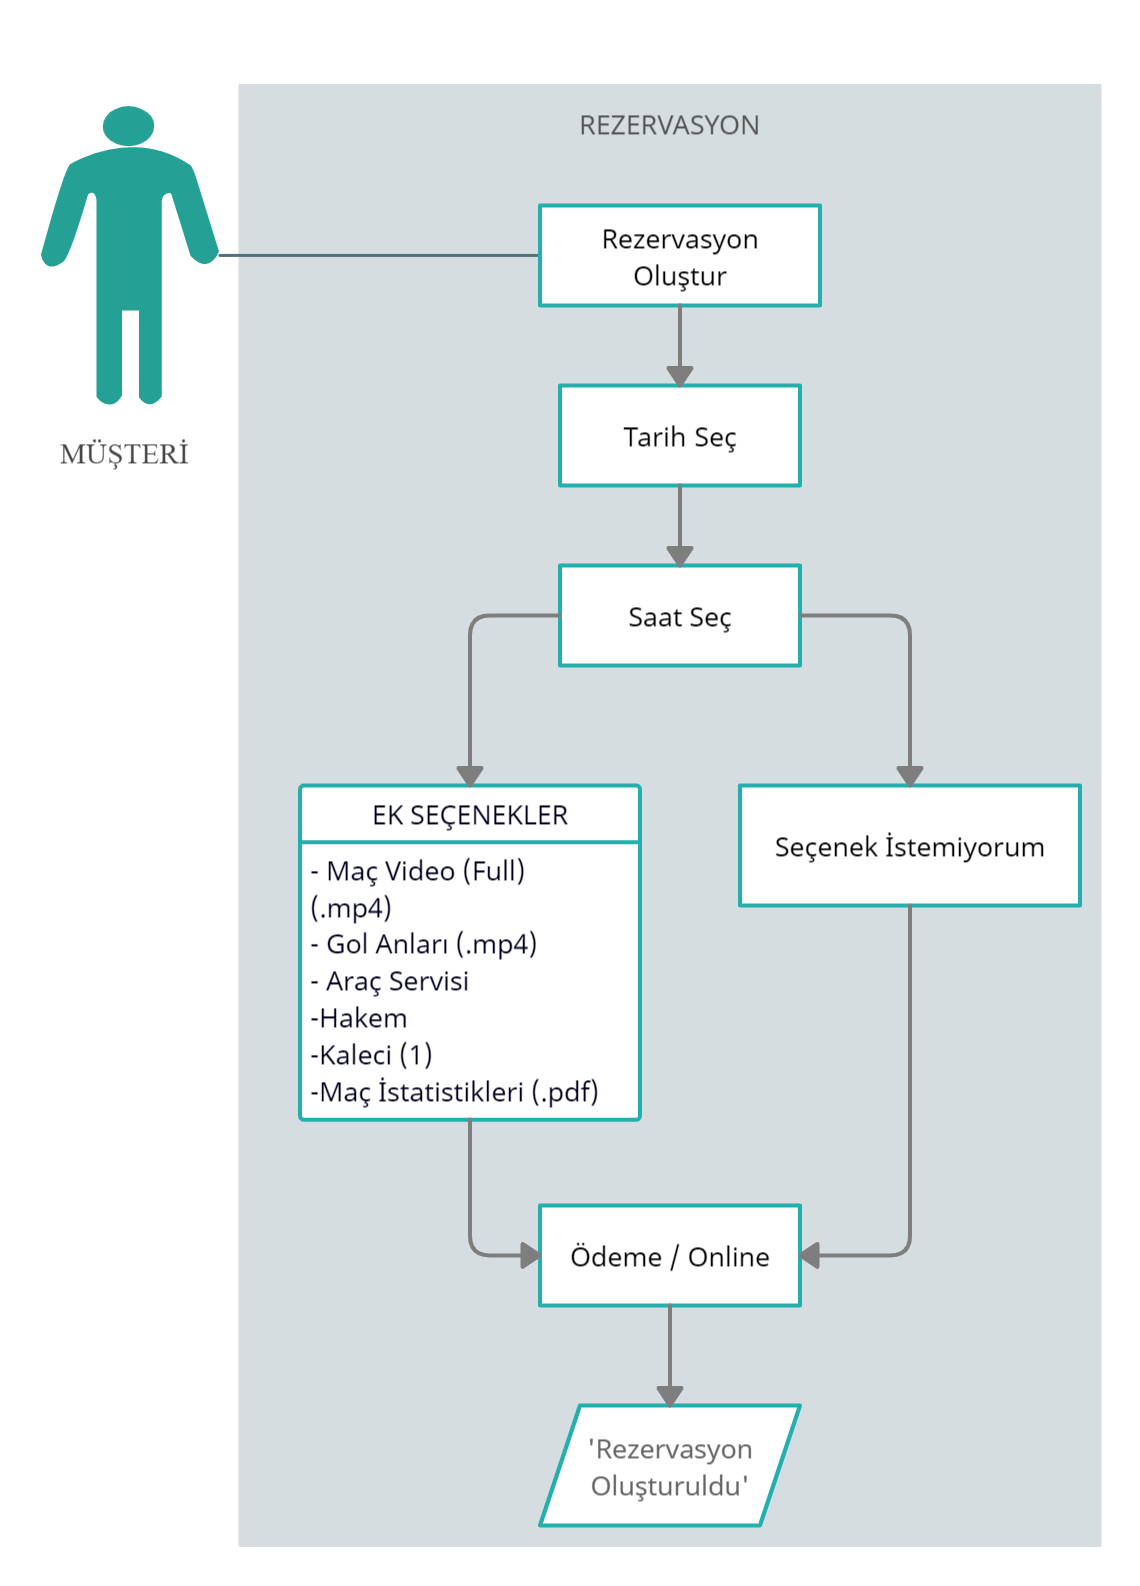 REZERVASYON
Rezervasyon
Oluştur
MÜŞTERİ
Tarih Seç
Saat Seç
EK SEÇENEKLER
- Maç Video (Full)
(.mp4)
- Gol Anları (.mp4)
- Araç Servisi
-Hakem
-Kaleci (1)
-Maç İstatistikleri (.pdf)
Seçenek İstemiyorum
Ödeme / Online
'Rezervasyon
Oluşturuldu'